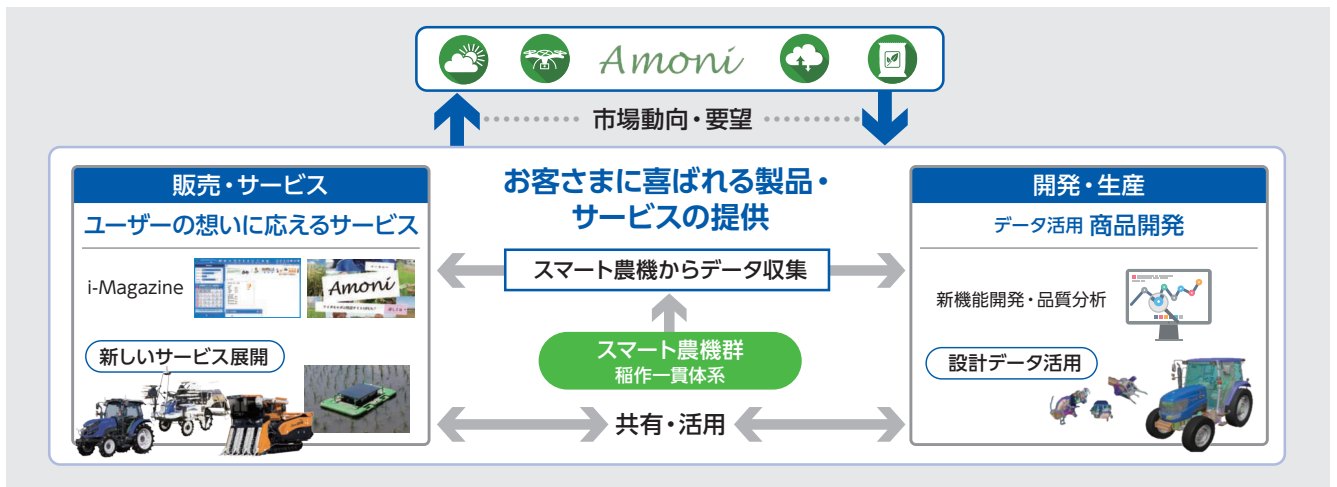 Amoni
市場動向・要望
販売・サービス
ユーザーの想いに応えるサービス
i-Magazine
Amoni
新しいサービス展開
お客さまに喜ばれる製品・
サービスの提供
スマート農機からデータ収集
スマート農機群
稲作一貫体系
共有・活用
開発・生産
データ活用 商品開発
新機能開発・品質分析
設計データ活用